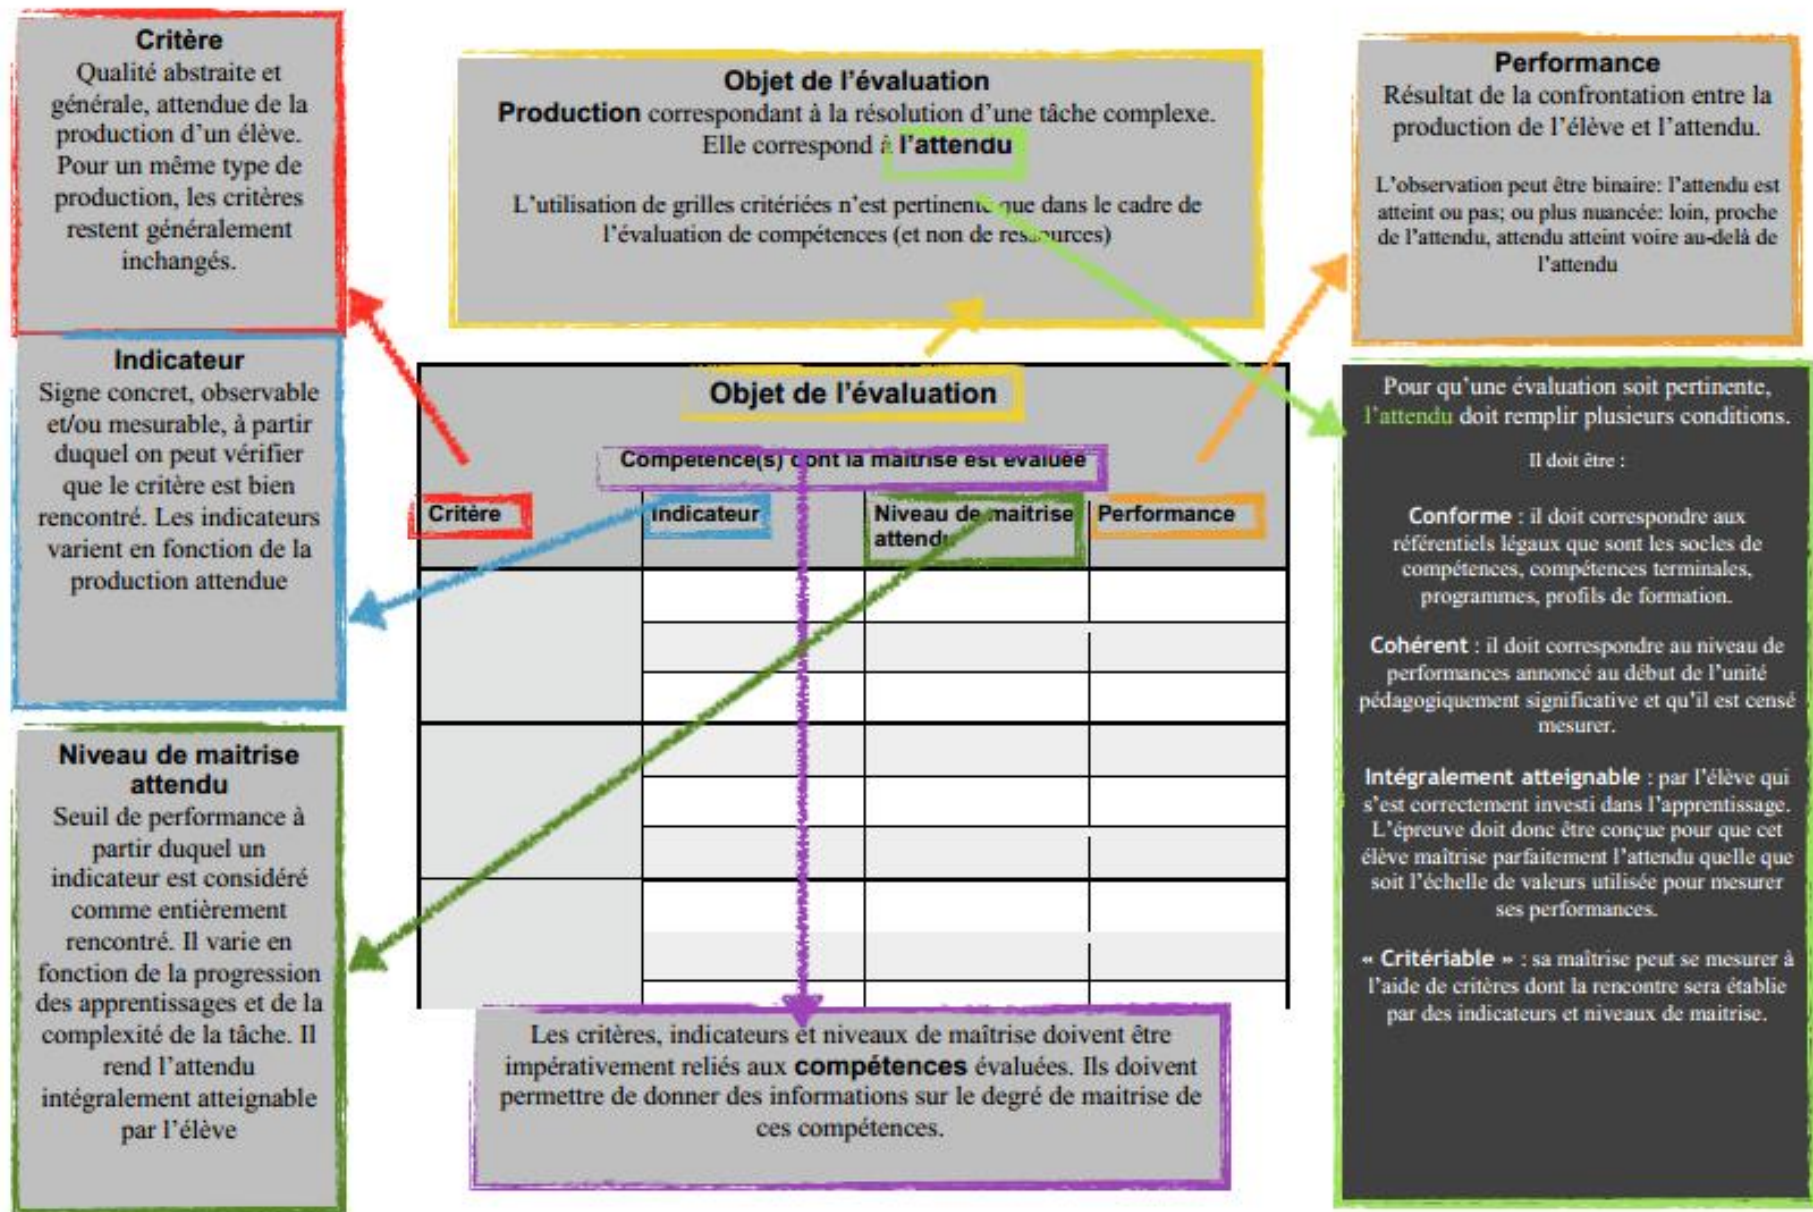 Critère
Qualité abstraite et
générale, attendue de la
production d'un élève.
Pour un même type de
production, les critères
restent généralement
inchangés.
Indicateur
Signe concret, observable
et/ou mesurable, à partir
duquel on peut vérifier
que le critère est bien
rencontré. Les indicateurs
varient en fonction de la
production attendue
Niveau de maitrise
attendu
Seuil de performance à
partir duquel un
indicateur est considéré
comme entièrement
rencontré. Il varie en
fonction de la progression
des apprentissages et de la
complexité de la tâche. Il
rend l'attendu
intégralement atteignable
par l'élève
Objet de l'évaluation
Production correspondant à la résolution d'une tâche complexe.
Elle correspond à l'attendu
L'utilisation de grilles critériées n'est pertinente que dans le cadre de
l'évaluation de compétences (et non de ressources)
Objet de l'évaluation
Compétence(s) dont la maitrise est évaluée
Critère
Indicateur
Niveau de maitrise
attendu
Performance
Les critères, indicateurs et niveaux de maîtrise doivent être
impérativement reliés aux compétences évaluées. Ils doivent
permettre de donner des informations sur le degré de maitrise de
ces compétences.
Performance
Résultat de la confrontation entre la
production de l'élève et l'attendu.
L'observation peut être binaire: l'attendu est
atteint ou pas; ou plus nuancée: loin, proche
de l'attendu, attendu atteint voire au-delà de
l'attendu
Pour qu'une évaluation soit pertinente,
l'attendu doit remplir plusieurs conditions.
Il doit être :
Conforme : il doit correspondre aux
référentiels légaux que sont les socles de
compétences, compétences terminales,
programmes, profils de formation.
Cohérent : il doit correspondre au niveau de
performances annoncé au début de l'unité
pédagogiquement significative et qu'il est censé
mesurer.
Intégralement atteignable : par l'élève qui
s'est correctement investi dans l'apprentissage.
L'épreuve doit donc être conçue pour que cet
élève maîtrise parfaitement l'attendu quelle que
soit l'échelle de valeurs utilisée pour mesurer
ses performances.
« Critériable » : sa maîtrise peut se mesurer à
l'aide de critères dont la rencontre sera établie
par des indicateurs et niveaux de maitrise.